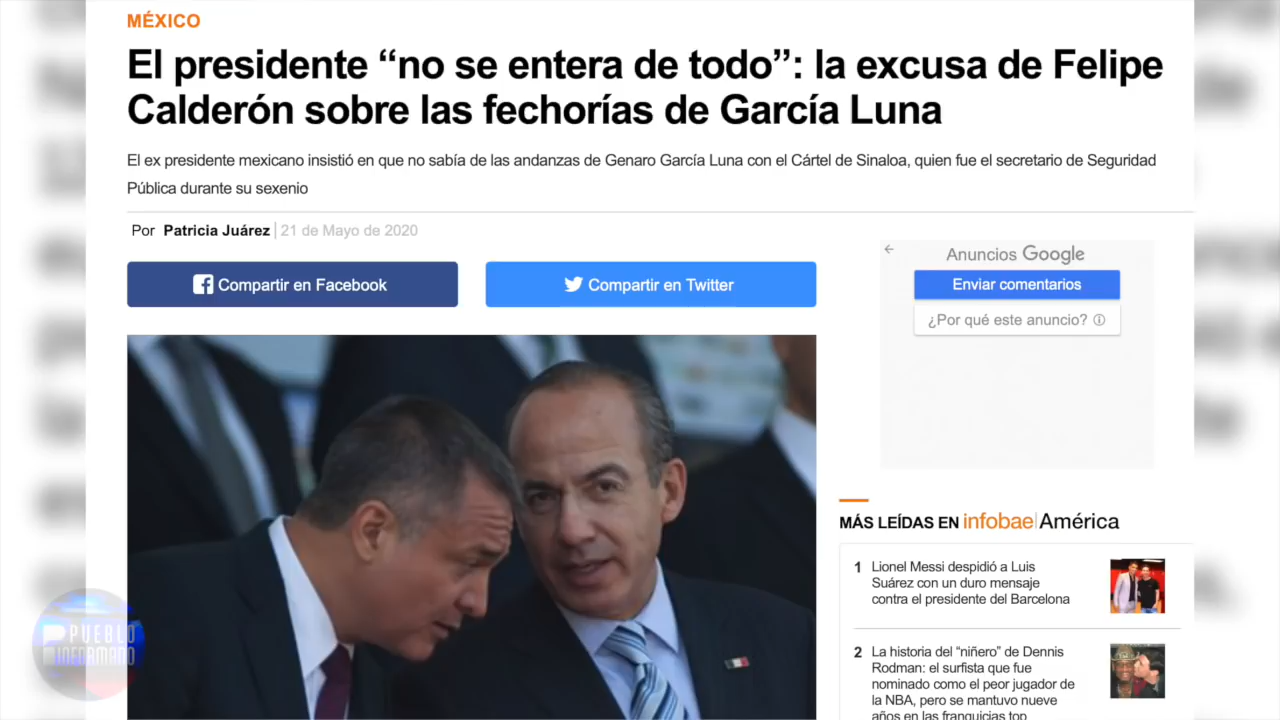 MÉXICO
El presidente “no se entera de todo”: la excusa de Felipe
Calderón sobre las fechorías de García Luna
El ex presidente mexicano insistió en que no sabía de las andanzas de Genaro García Luna con el Cártel de Sinaloa, quien fue el secretario de Seguridad
Pública durante su sexenio
Por Patricia Juárez | 21 de Mayo de 2020
Compartir en Facebook
Compartir en Twitter
Anuncios Google
Enviar comentarios
¿Por qué este anuncio?
MÁS LEÍDAS EN infobae|América
1 Lionel Messi despidió a Luis
Suárez con un duro mensaje
contra el presidente del Barcelona
2 La historia del “niñero” de Dennis
Rodman: el surfista que fue
nominado como el peor jugador de
la NBA, pero se mantuvo nueve
años en las franquicias top
PUEBLO
INFORMANO